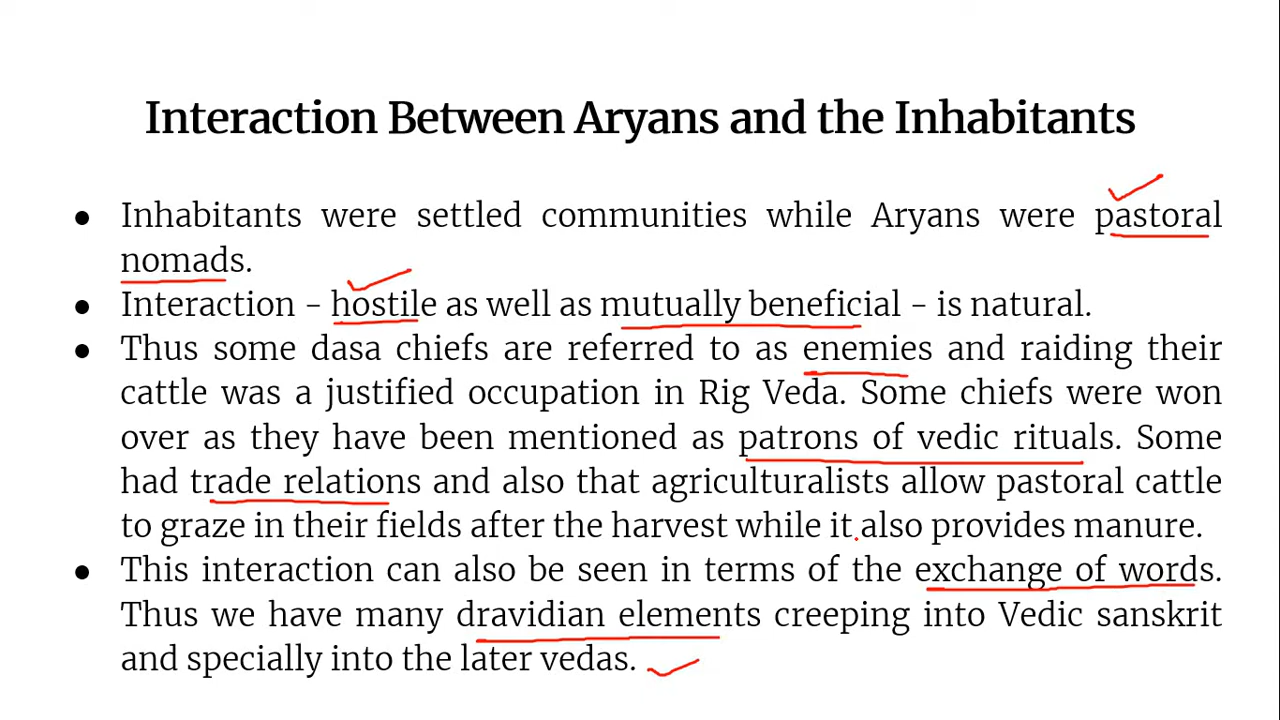 Interaction Between Aryans and the Inhabitants
● Inhabitants were settled communities while Aryans were pastoral
nomads.
● Interaction - hostile as well as mutually beneficial - is natural.
● Thus some dasa chiefs are referred to as enemies and raiding their
cattle was a justified occupation in Rig Veda. Some chiefs were won
over as they have been mentioned as patrons of vedic rituals. Some
had trade relations and also that agriculturalists allow pastoral cattle
to graze in their fields after the harvest while it also provides manure.
● This interaction can also be seen in terms of the exchange of words.
Thus we have many dravidian elements creeping into Vedic sanskrit
and specially into the later vedas.